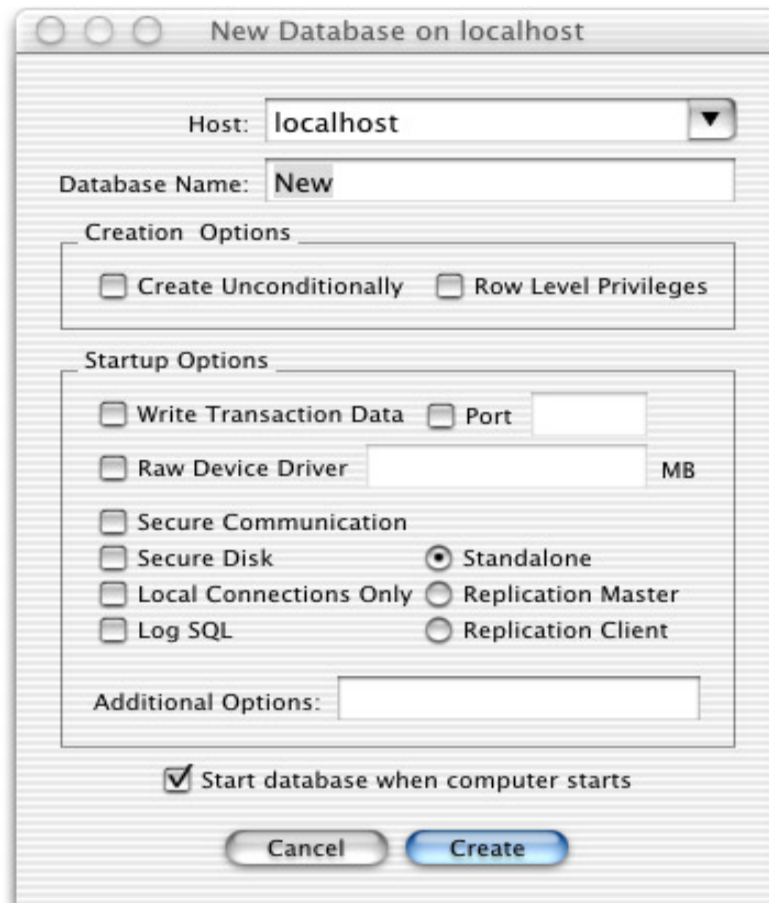 New Database on localhost
Host: localhost
Database Name: New
Creation Options
Create Unconditionally Row Level Privileges
Startup Options
Write Transaction Data Port
Raw Device Driver MB
Secure Communication
Secure Disk Standalone
Local Connections Only Replication Master
Log SQL Replication Client
Additional Options:
Start database when computer starts
Cancel Create